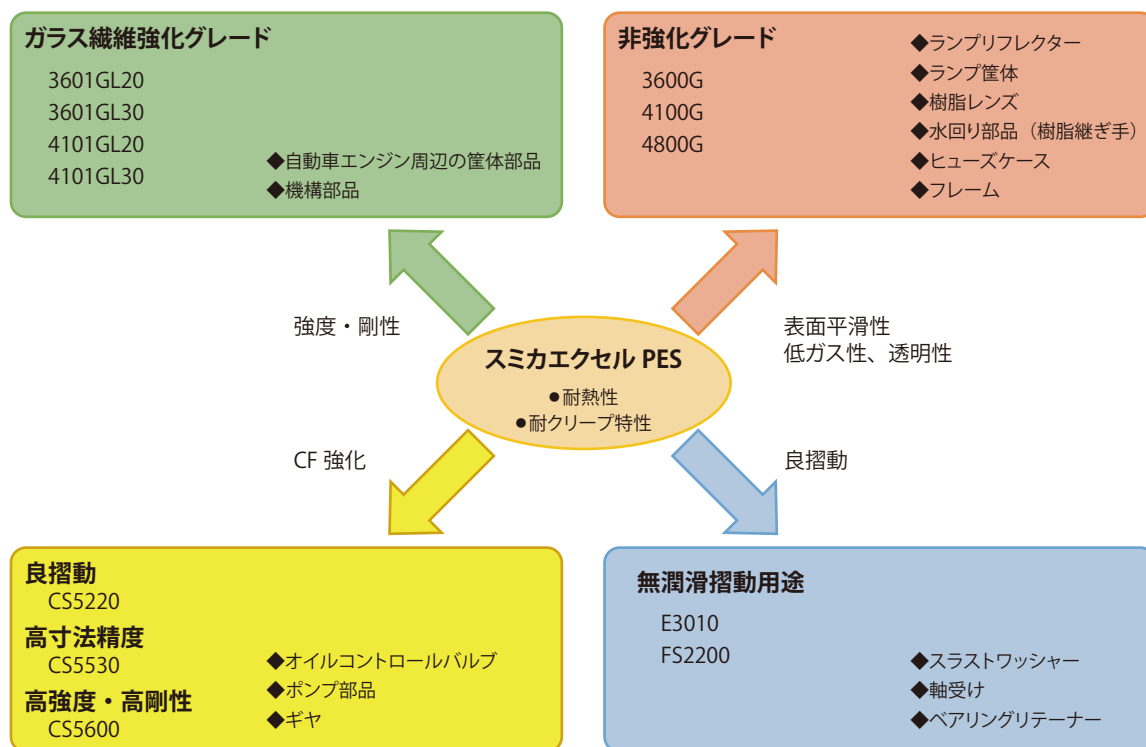 ガラス繊維強化グレード
3601GL20
3601GL30
4101GL20
4101GL30
◆自動車エンジン周辺の筐体部品
◆機構部品
非強化グレード
3600G
4100G
4800G
◆ランプリフレクター
◆ランプ筐体
◆樹脂レンズ
◆水回り部品（樹脂継ぎ手）
◆ヒューズケース
◆フレーム
強度・剛性
表面平滑性
低ガス性、透明性
スミカエクセル PES
●耐熱性
●耐クリープ特性
CF 強化
良摺動
良摺動
CS5220
高寸法精度
CS5530
高強度・高剛性
CS5600
◆オイルコントロールバルブ
◆ポンプ部品
◆ギヤ
無潤滑摺動用途
E3010
FS2200
◆スラストワッシャー
◆軸受け
◆ベアリングリテーナー